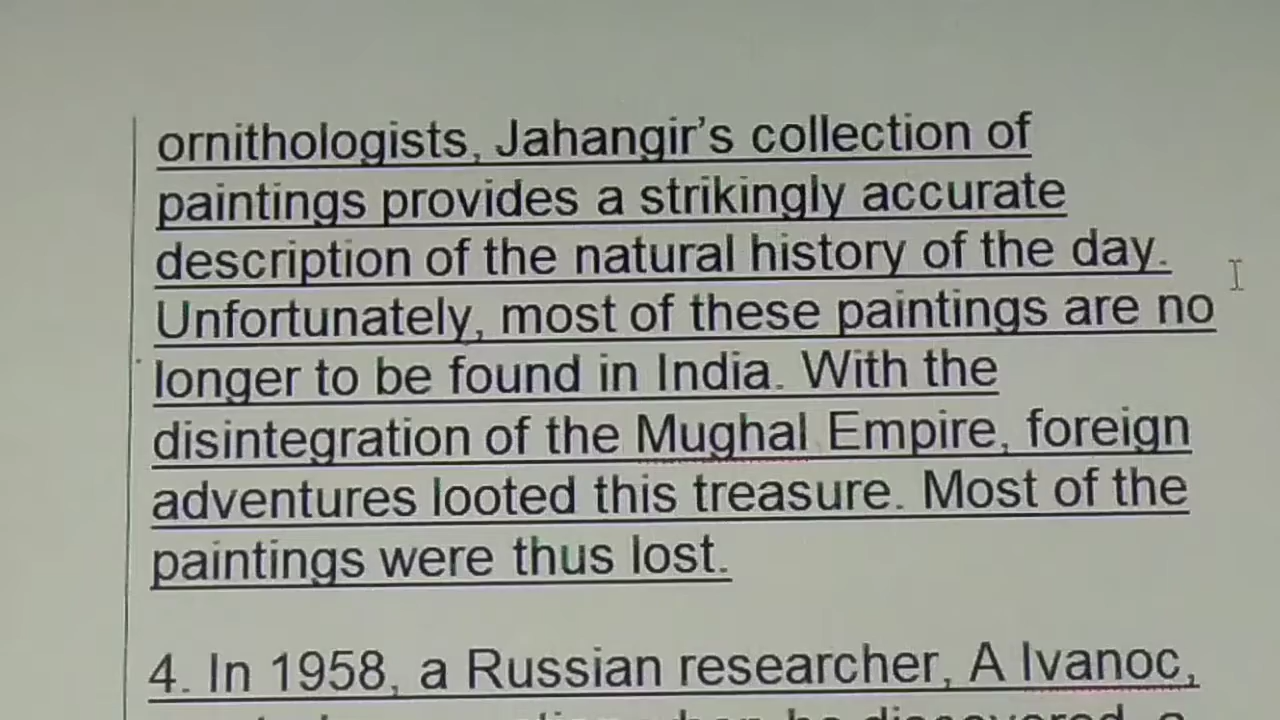 ornithologists, Jahangir's collection of
paintings provides a strikingly accurate
description of the natural history of the day.
Unfortunately, most of these paintings are no
longer to be found in India. With the
disintegration of the Mughal Empire, foreign
adventures looted this treasure. Most of the
paintings were thus lost.
4. In 1958, a Russian researcher, A Ivanoc,